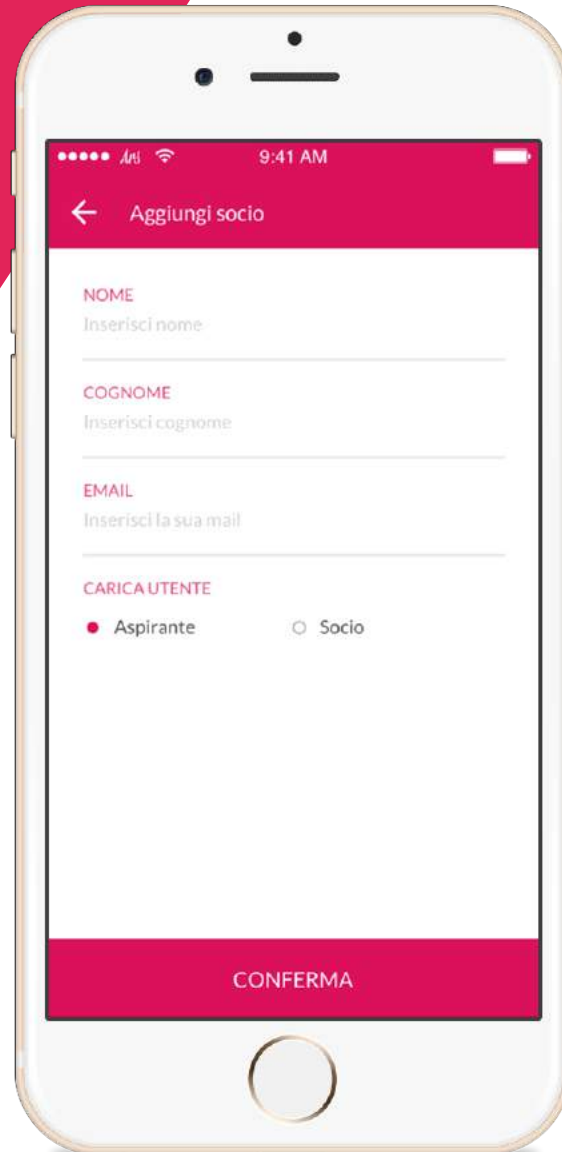 9:41 AM
Aggiungi socio
NOME
Inserisci nome
COGNOME
Inserisci cognome
EMAIL
Inserisci la sua mail
CARICA UTENTE
Aspirante
Socio
CONFERMA